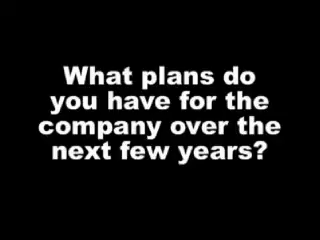 What plans do
you have for the
company over the
next few years?